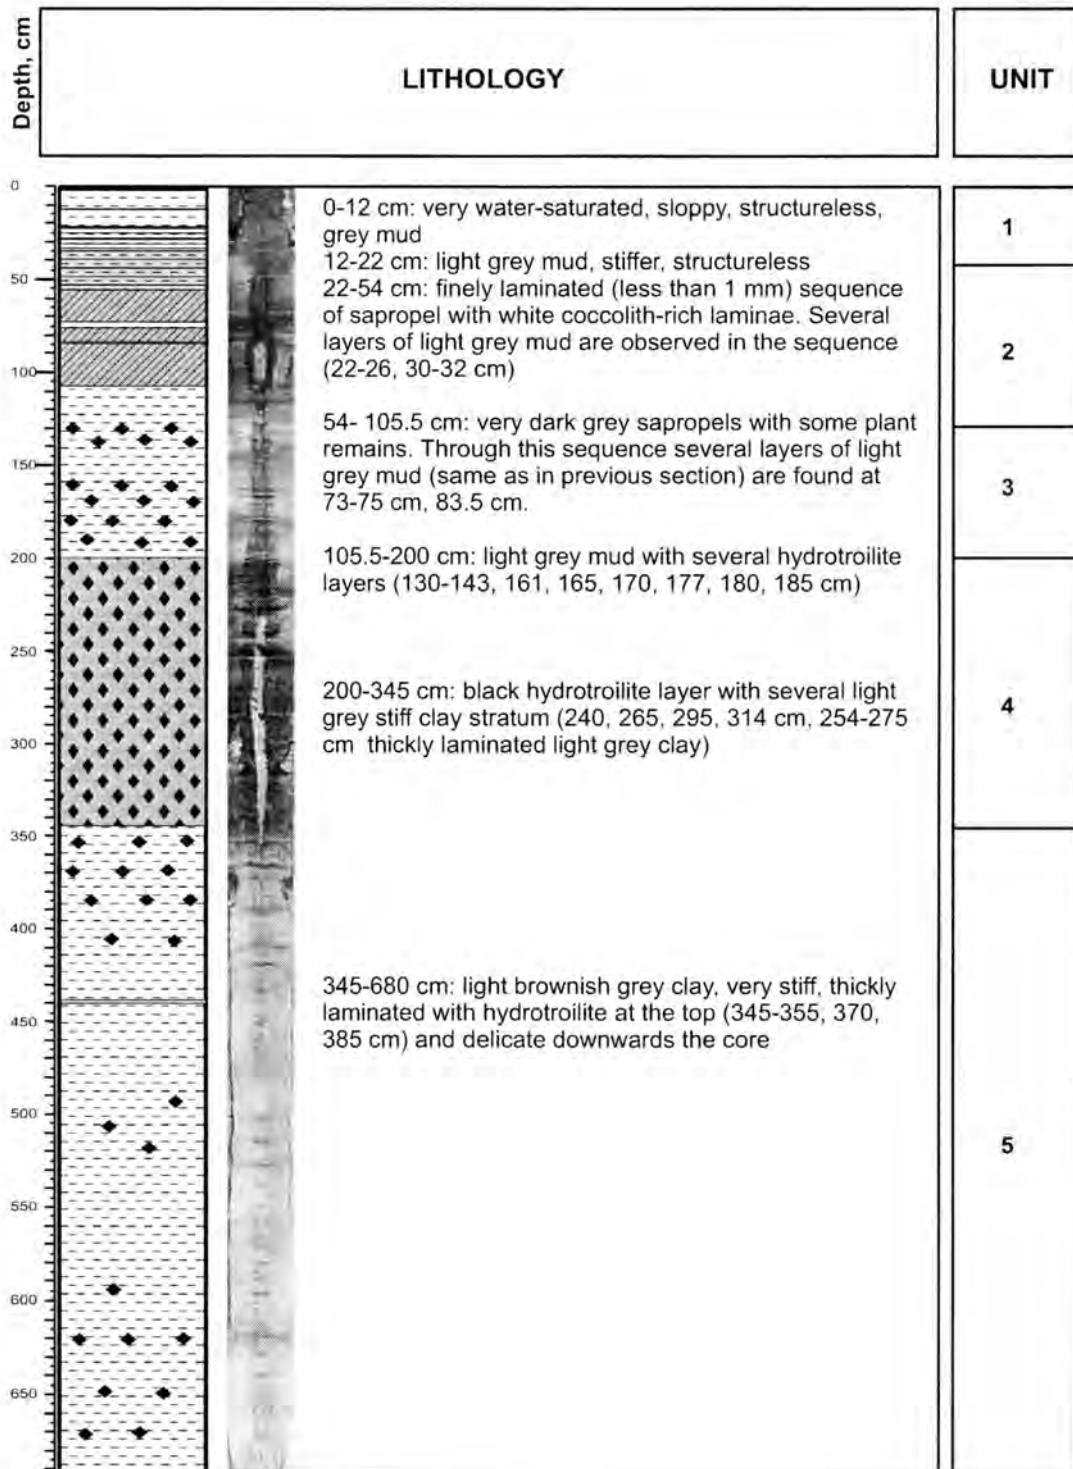 Depth, cm
LITHOLOGY
UNIT
0
50
100
150
200
250
300
350
400
450
500
550
600
650
0-12 cm: very water-saturated, sloppy, structureless,
grey mud
12-22 cm: light grey mud, stiffer, structureless
22-54 cm: finely laminated (less than 1 mm) sequence
of sapropel with white coccolith-rich laminae. Several
layers of light grey mud are observed in the sequence
(22-26, 30-32 cm)
54- 105.5 cm: very dark grey sapropels with some plant
remains. Through this sequence several layers of light
grey mud (same as in previous section) are found at
73-75 cm, 83.5 cm.
105.5-200 cm: light grey mud with several hydrotroilite
layers (130-143, 161, 165, 170, 177, 180, 185 cm)
200-345 cm: black hydrotroilite layer with several light
grey stiff clay stratum (240, 265, 295, 314 cm, 254-275
cm thickly laminated light grey clay)
345-680 cm: light brownish grey clay, very stiff, thickly
laminated with hydrotroilite at the top (345-355, 370,
385 cm) and delicate downwards the core
1
2
3
4
5